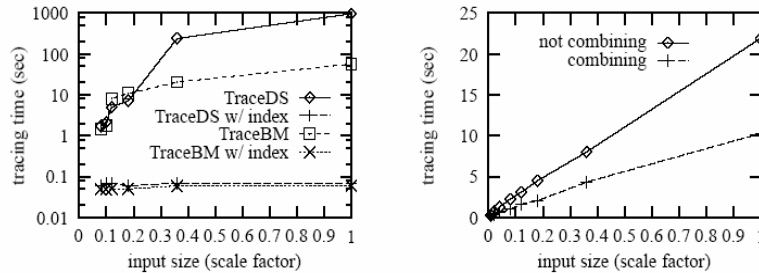 1000
100
10
1
0.1
0.01
tracing time (sec)
TraceDS
TraceDS w/ index
TraceBM
TraceBM w/ index
0 0.1 0.2 0.3 0.4 0.5 0.6 0.7 0.8 0.9 1
input size (scale factor)
25
20
15
10
5
0
tracing time (sec)
not combining
combining
0 0.1 0.2 0.3 0.4 0.5 0.6 0.7 0.8 0.9 1
input size (scale factor)